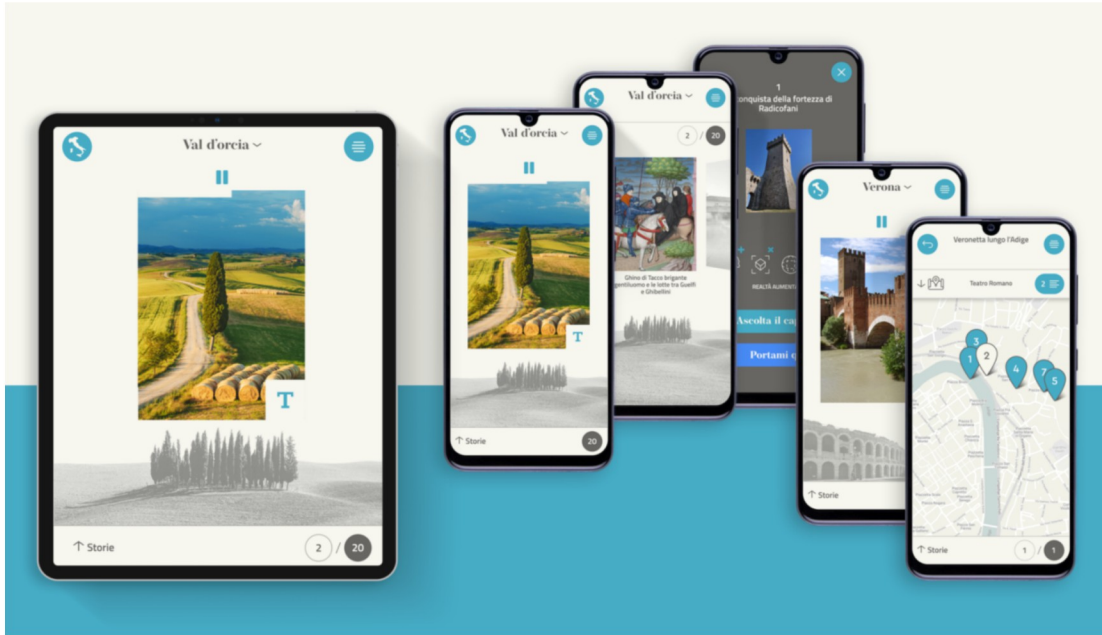 Val d'orcia
T
Storie
2 / 20
Val d'orcia
T
Storie
20
Val d'orcia
2 / 20
Ghino di Tacco brigante
gentiluomo e le lotte tra Guelfi
e Ghibellini
1
conquista della fortezza di
Radicofani
REALTÀ AUMENT
Ascolta il cap
Portami q
Verona
Storie
Veronetta lungo l'Adige
Teatro Romano
2
3
1
2
4
7
5
Storie
1 / 1